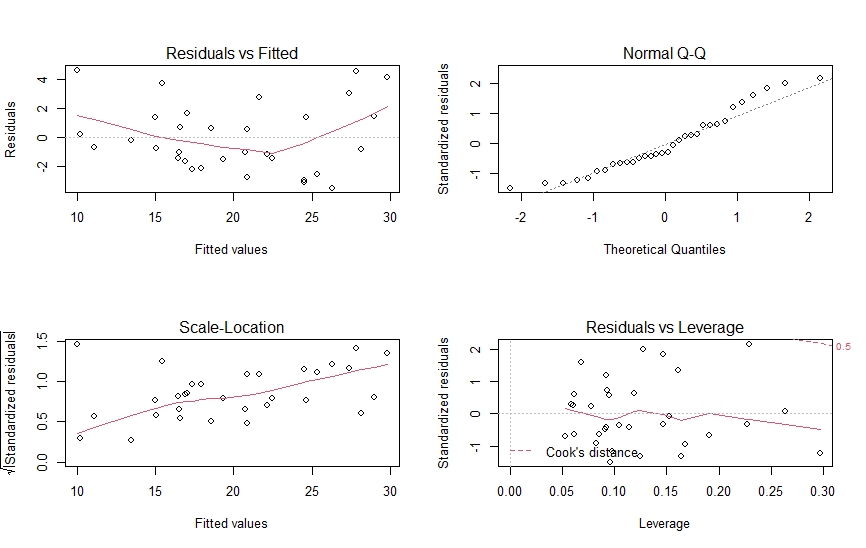 Residuals vs Fitted
Residuals
4
2
0
-2
10 15 20 25 30
Fitted values
Normal Q-Q
Standardized residuals
2
1
0
-1
-2 -1 0 1 2
Theoretical Quantiles
Scale-Location
√|Standardized residuals|
1.5
1.0
0.5
0.0
10 15 20 25 30
Fitted values
Residuals vs Leverage
Standardized residuals
2
1
0
-1
0.5
Cook's distance
0.00 0.05 0.10 0.15 0.20 0.25 0.30
Leverage